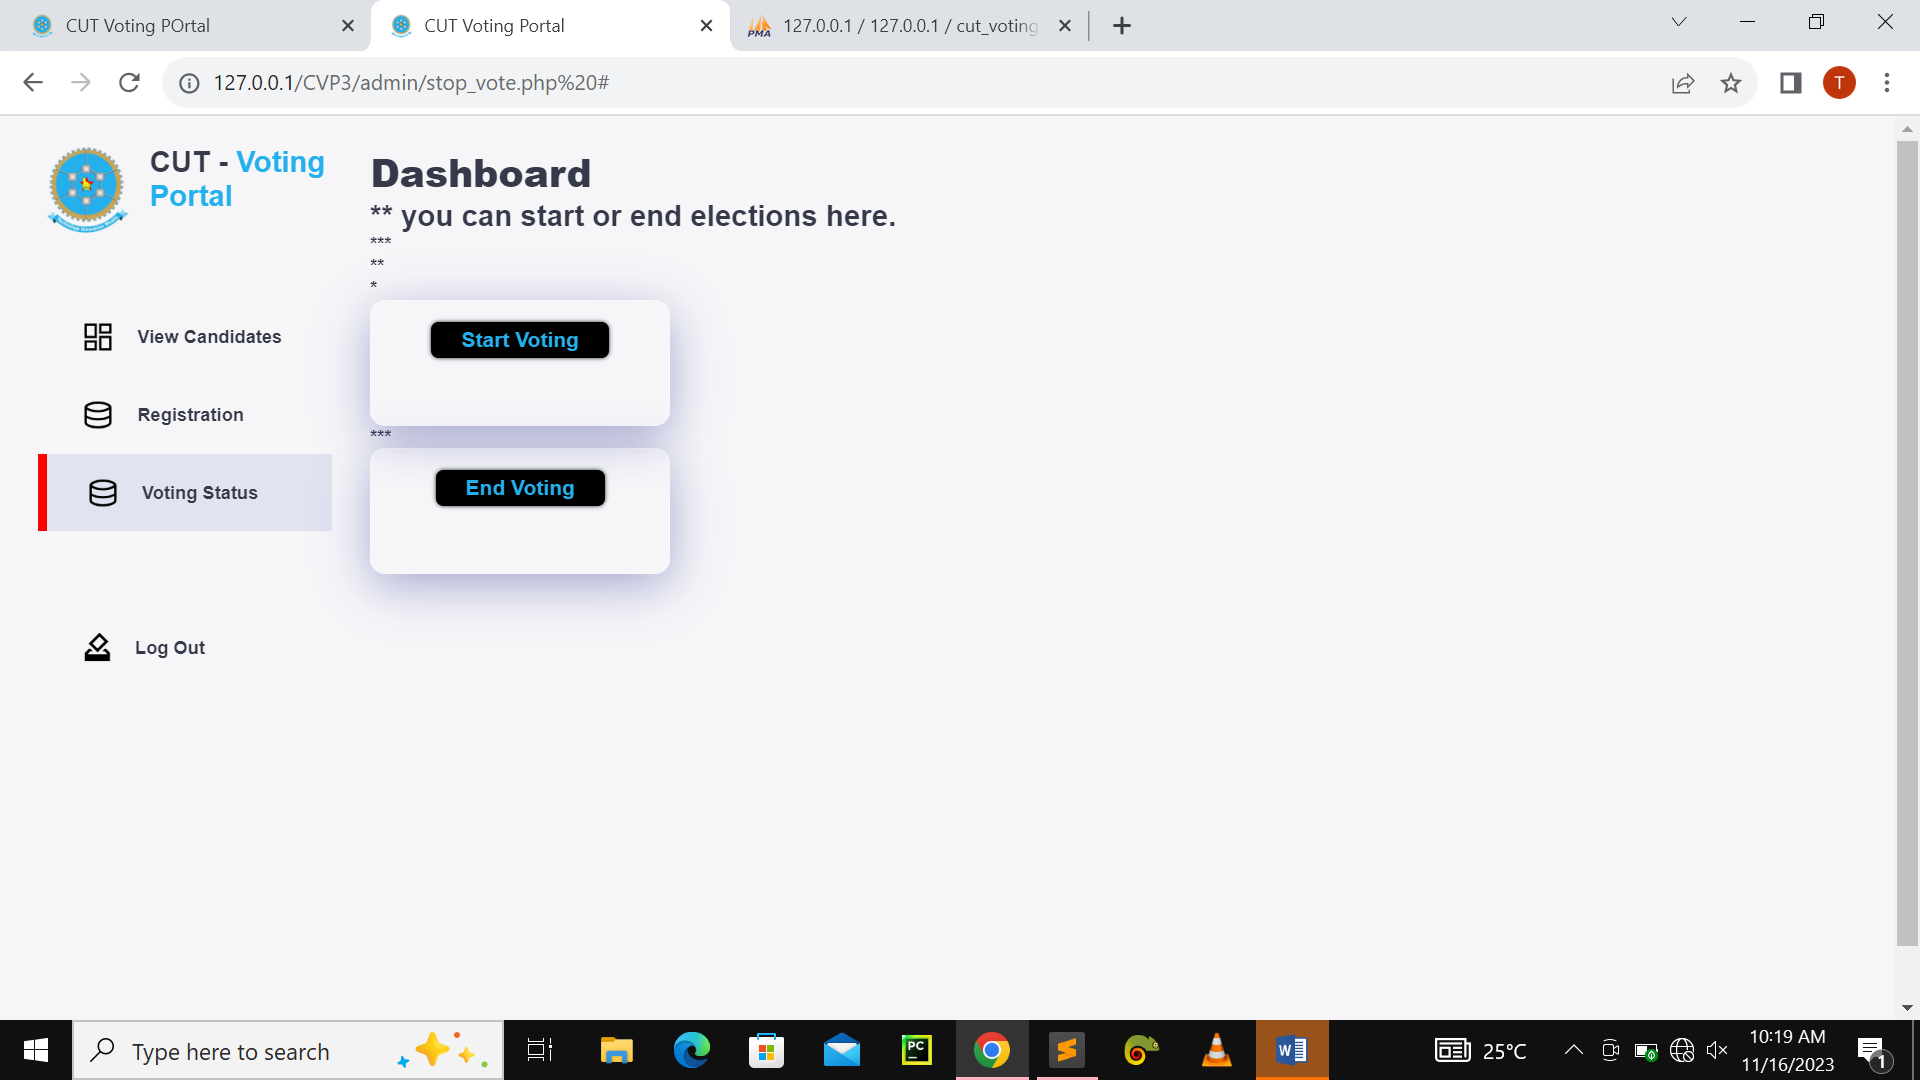 CUT Voting POrtal
CUT Voting Portal
127.0.0.1 / 127.0.0.1 / cut_voting
127.0.0.1/CVP3/admin/stop_vote.php%20#
T
CUT - Voting
Portal
Dashboard
** you can start or end elections here.
***
**
*
Start Voting
***
End Voting
View Candidates
Registration
Voting Status
Log Out
Type here to search
25°C
10:19 AM
11/16/2023
1